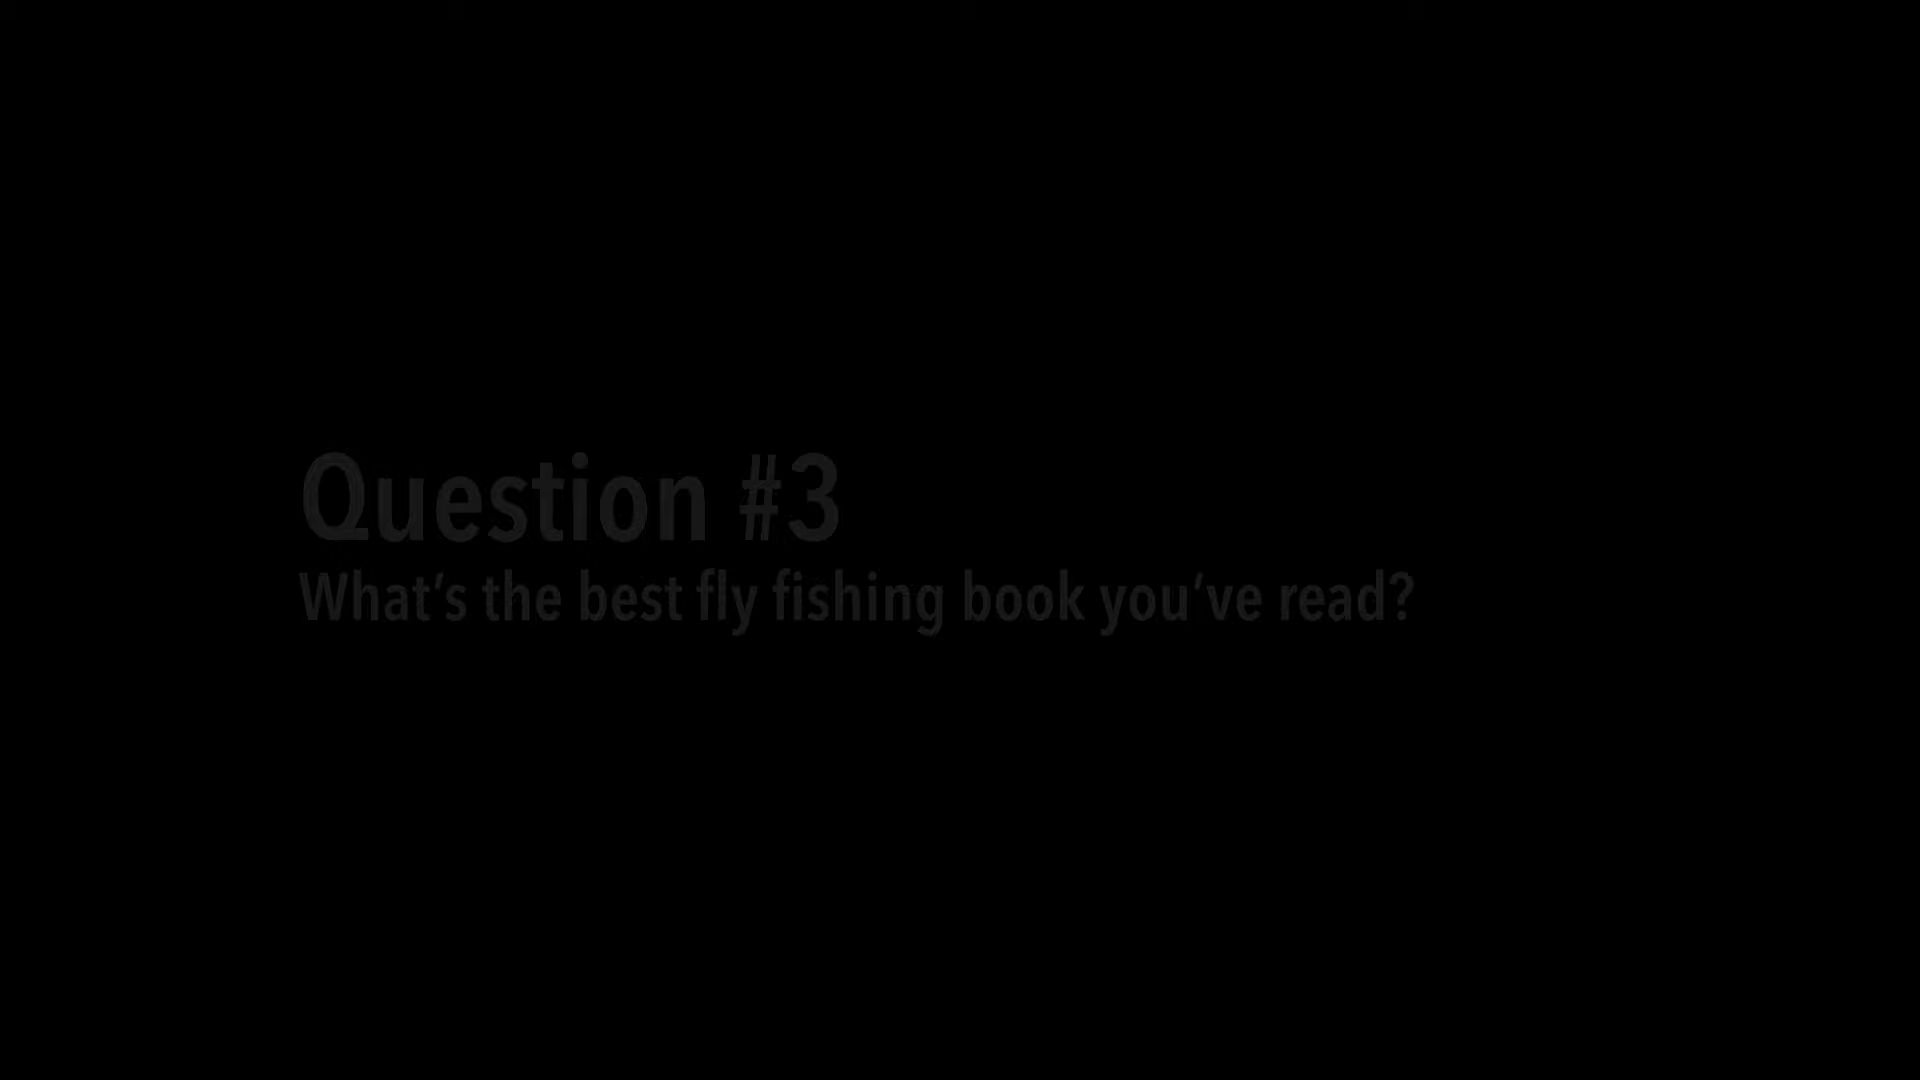 Question #3
What‘s the best fly fishing book you‘ve read?